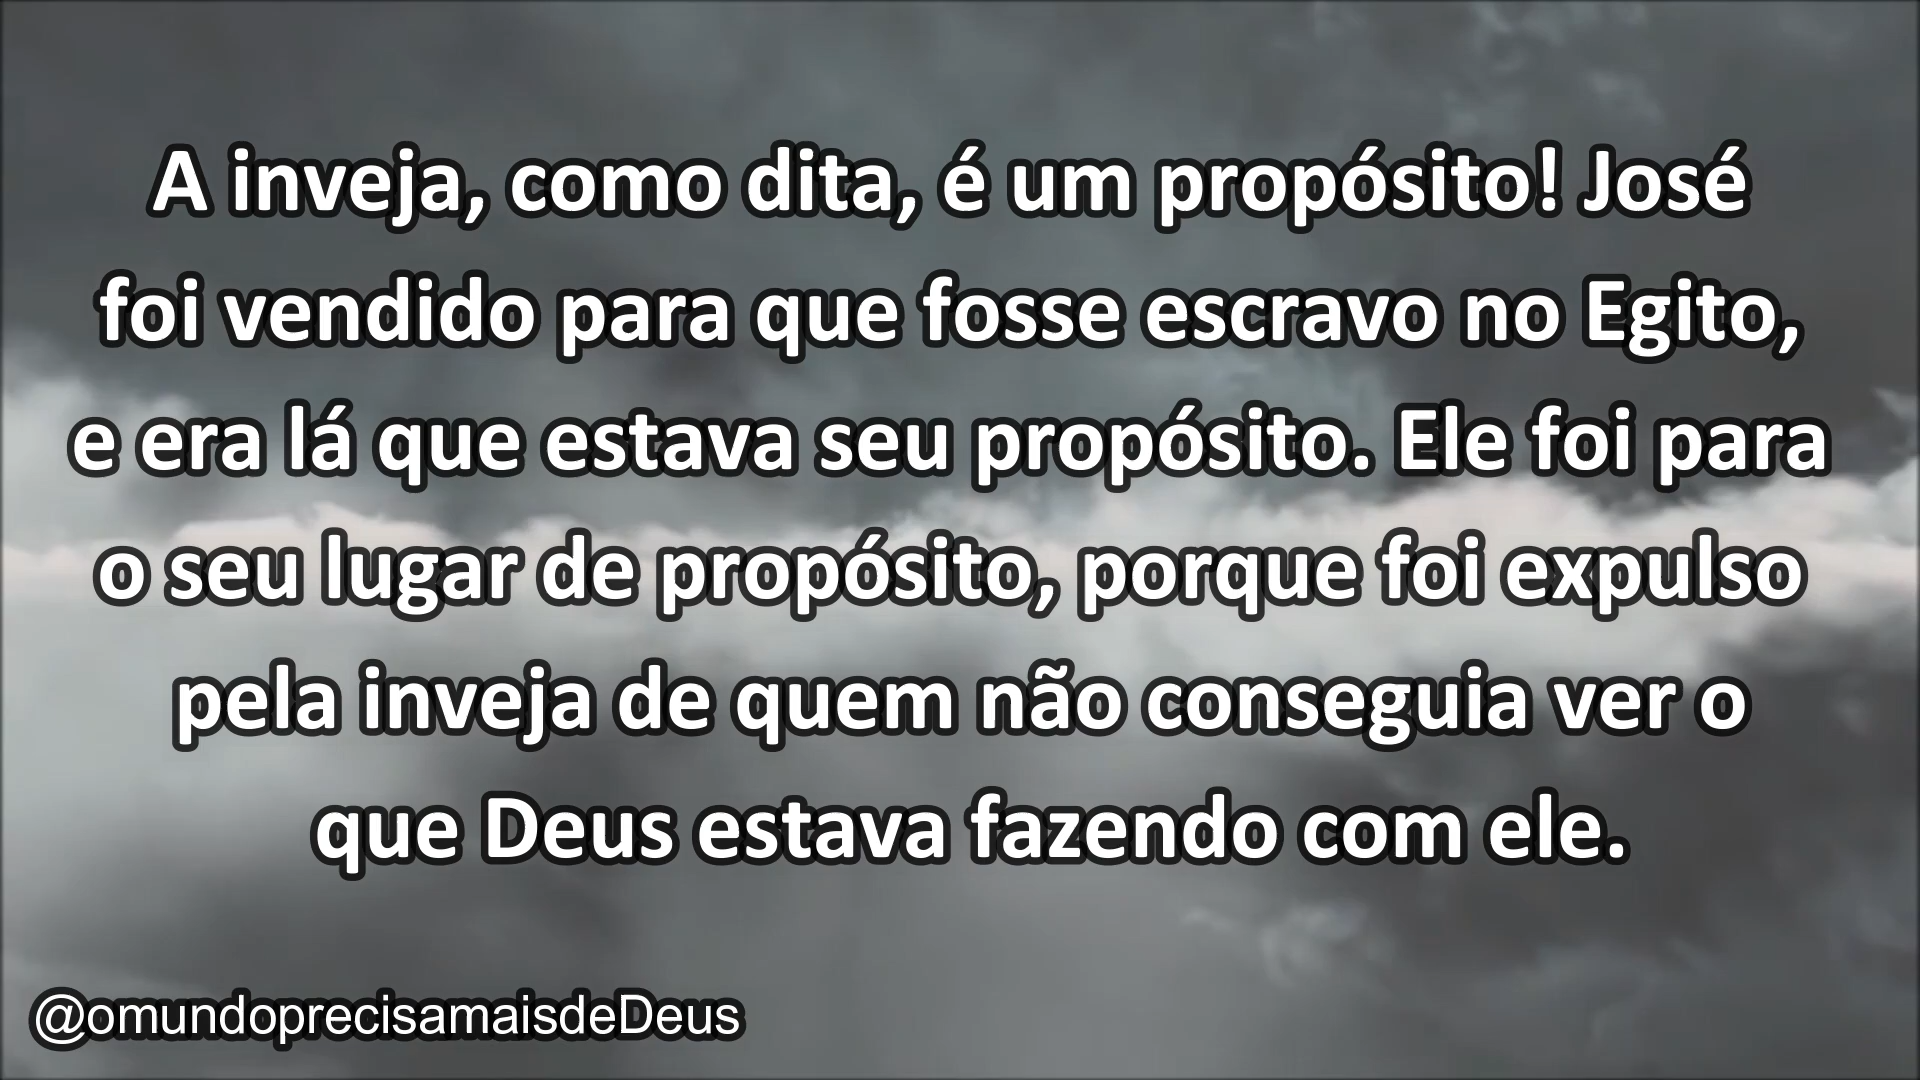 A inveja, como dita, é um propósito! José
foi vendido para que fosse escravo no Egito,
e era lá que estava seu propósito. Ele foi para
o seu lugar de propósito, porque foi expulso
pela inveja de quem não conseguia ver o
que Deus estava fazendo com ele.
@omundoprecisamaisdeDeus